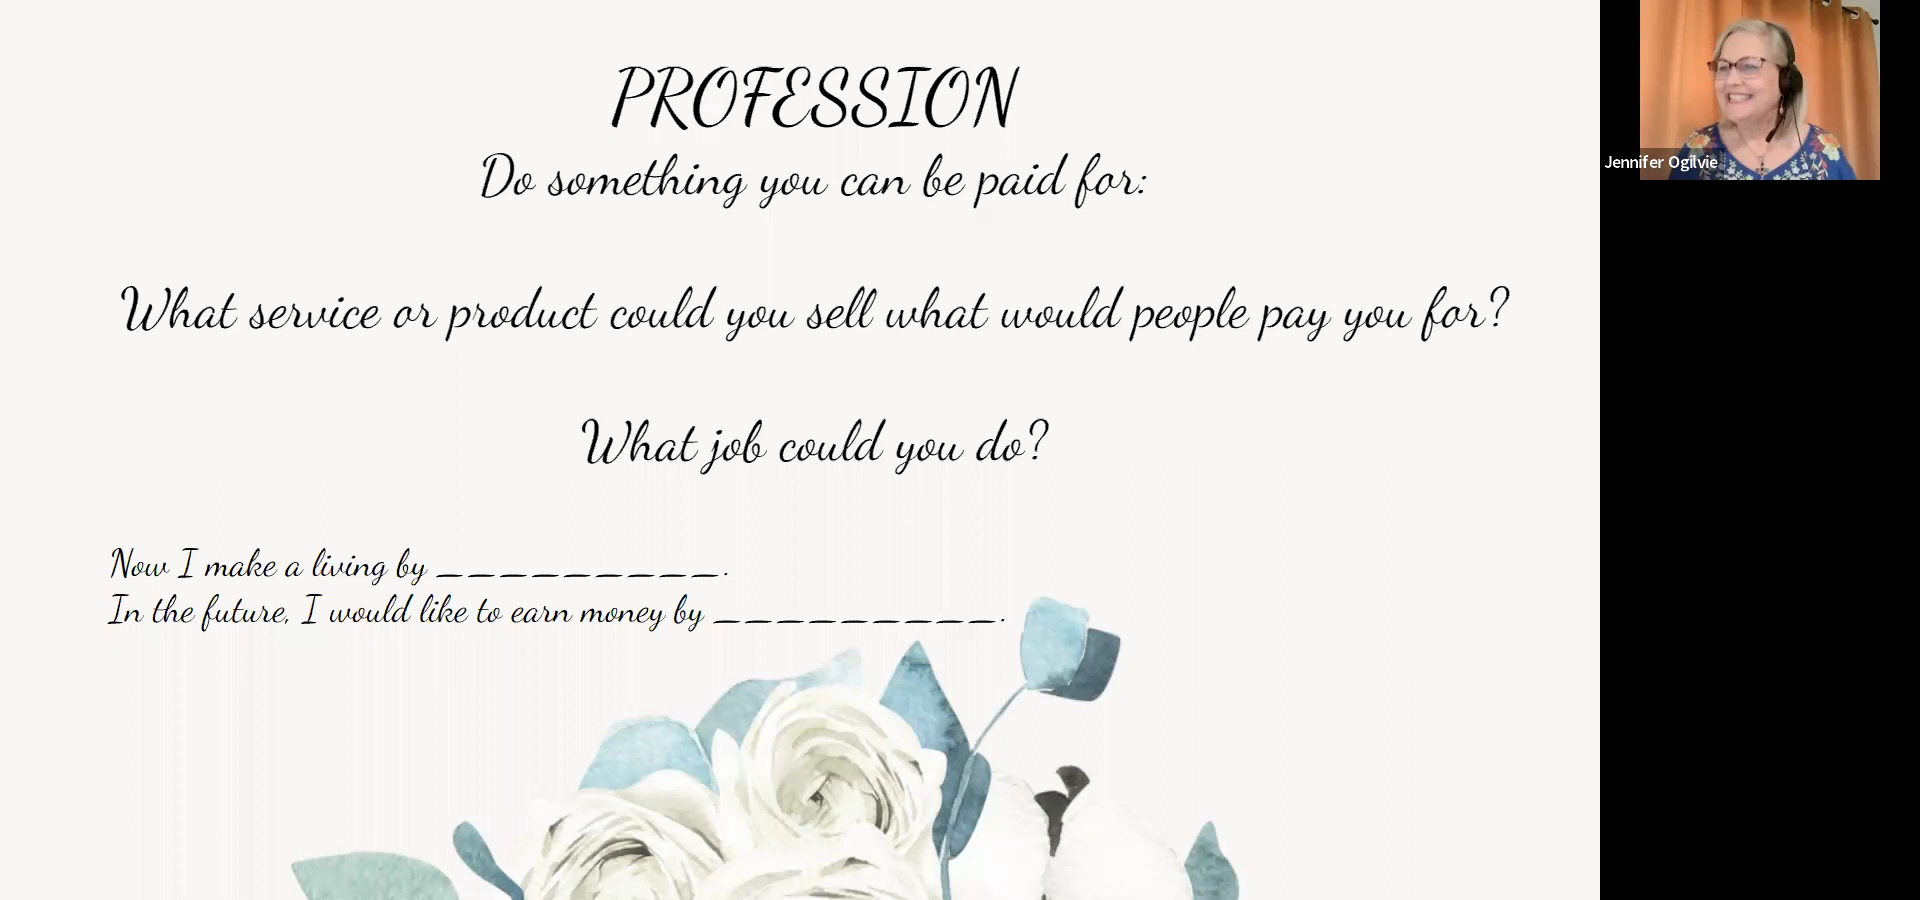 PROFESSION
Do something you can be paid for:
What service or product could you sell what would people pay you for?
What job could you do?
Now I make a living by _________.
In the future, I would like to earn money by _________.
Jennifer Ogilvie